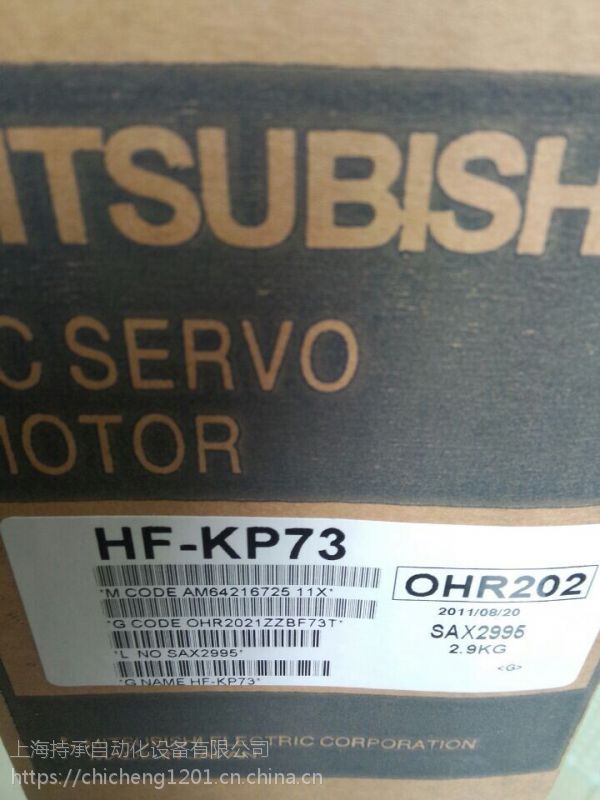 MITSUBISH
C SERVO
MOTOR
HF-KP73
*M CODE AM64216725 11X*
*G CODE OHR2021ZZBF73T*
*L NO SAX2995*
*G NAME HF-KP73*
OHR202
2011/08/20
SAX2995
2.9KG
<G>
MITSUBISHI ELECTRIC CORPORATION
上海持承自动化设备有限公司
https://chicheng1201.cn.china.cn